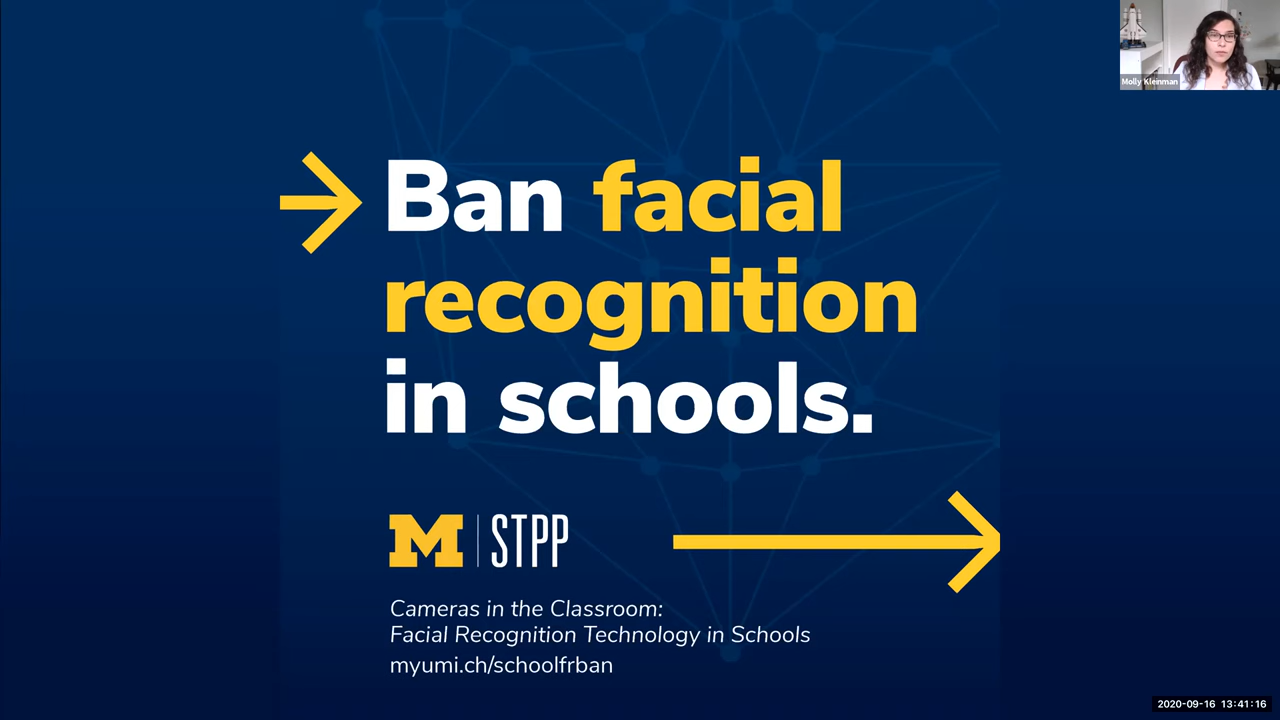 Molly Kleinman
Ban facial
recognition
in schools.
M | STPP
Cameras in the Classroom:
Facial Recognition Technology in Schools
myumi.ch/schoolfrban
2020-09-16 13:41:16